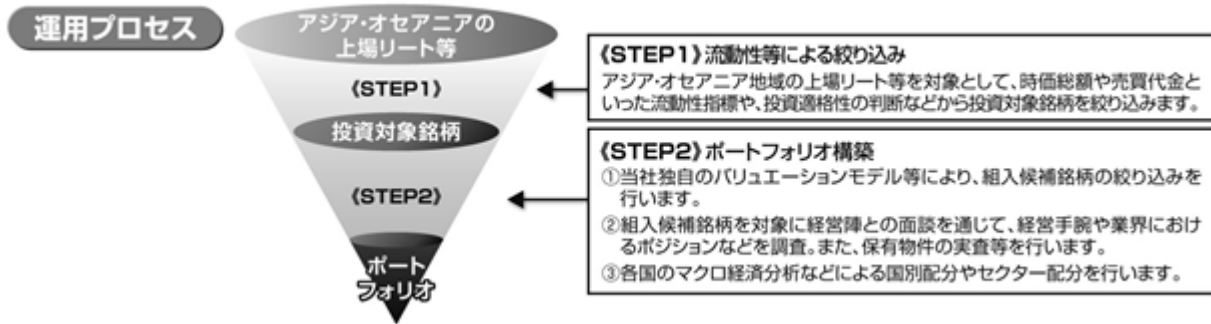 運用プロセス
アジア・オセアニアの
上場リート等
《STEP1》
投資対象銘柄
《STEP2》
ポート
フォリオ
《STEP1》流動性等による絞り込み
アジア・オセアニア地域の上場リート等を対象として、時価総額や売買代金と
いった流動性指標や、投資適格性の判断などから投資対象銘柄を絞り込みます。
《STEP2》ポートフォリオ構築
①当社独自のバリュエーションモデル等により、組入候補銘柄の絞り込みを
行います。
②組入候補銘柄を対象に経営陣との面談を通じて、経営手腕や業界におけ
るポジションなどを調査。また、保有物件の実査等を行います。
③各国のマクロ経済分析などによる国別配分やセクター配分を行います。